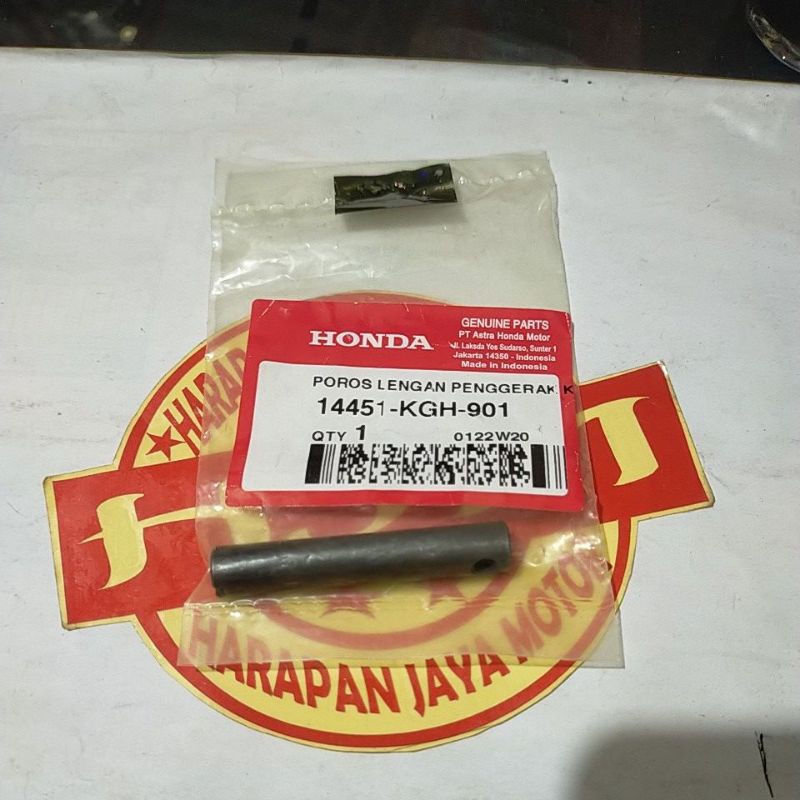 HONDA
GENUINE PARTS
PT Astra Honda Motor
Jl. Laksda Yos Sudarso, Sunter 1
Jakarta 14350 - Indonesia
Made in Indonesia
POROS LENGAN PENGGERAK K
14451-KGH-901
QTY 1
0122W20
HARAPAN
HARAPAN JAYA MOTOR